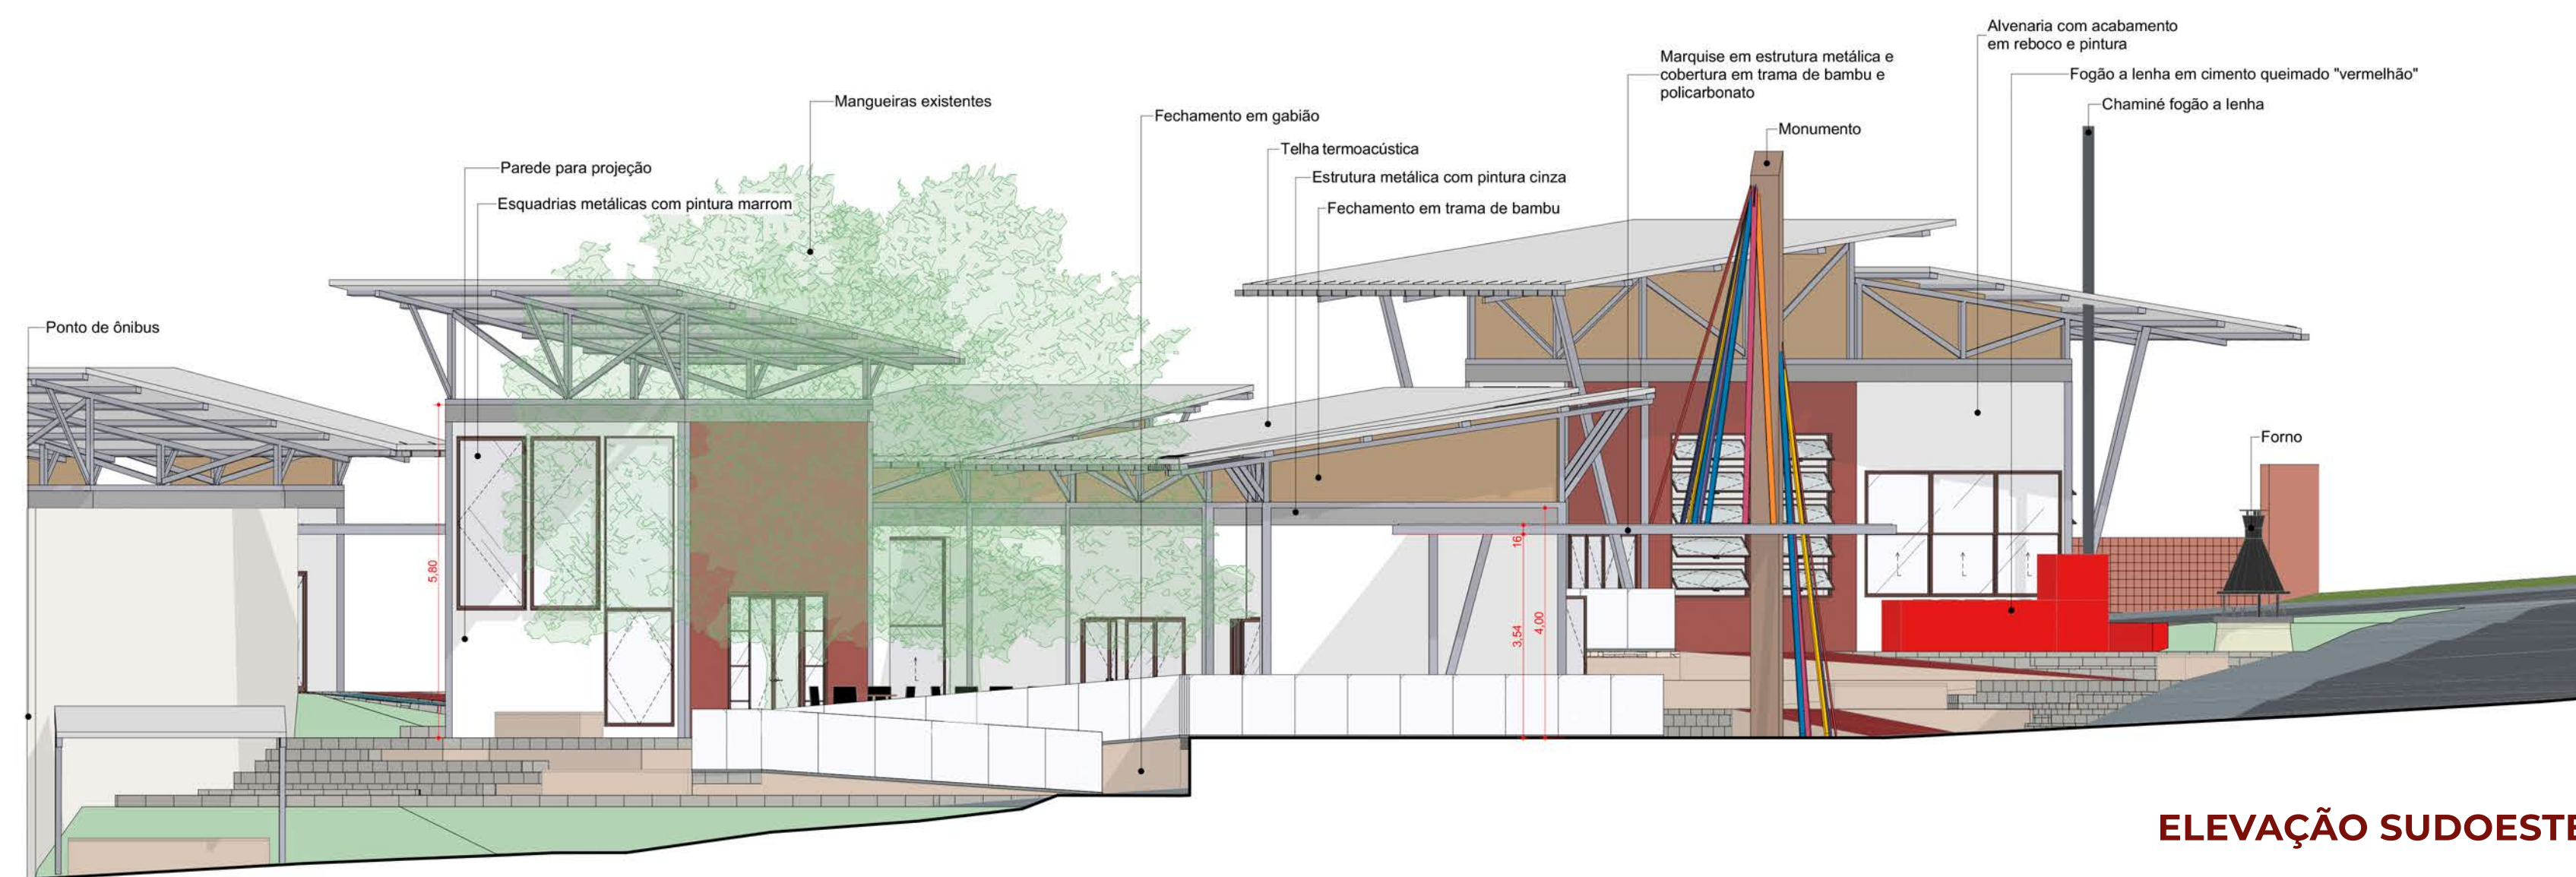 Alvenaria com acabamento
em reboco e pintura
Marquise em estrutura metálica e
cobertura em trama de bambu e
policarbonato
Fogão a lenha em cimento queimado "vermelhão"
Chaminé fogão a lenha
Mangueiras existentes
Fechamento em gabião
Monumento
Telha termoacústica
Parede para projeção
Estrutura metálica com pintura cinza
Esquadrias metálicas com pintura marrom
Fechamento em trama de bambu
Ponto de ônibus
Forno
5,80
16
3,54
4,00
L
L
L
ELEVAÇÃO SUDOESTE